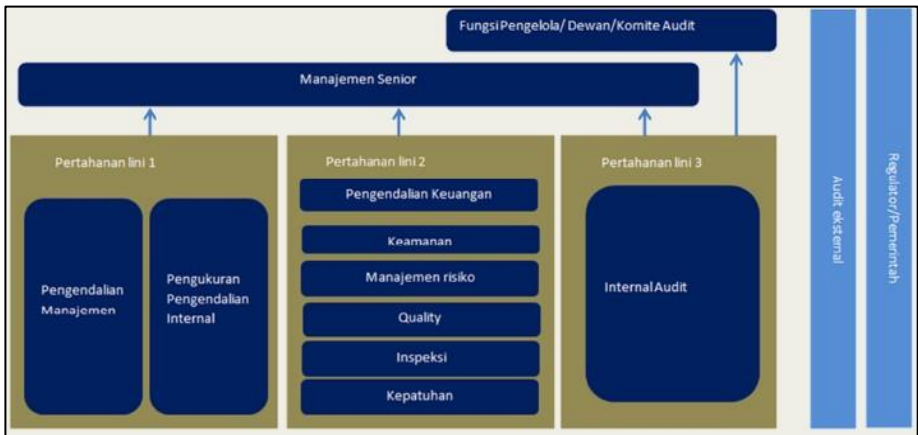 Fungsi Pengelola/ Dewan/Komite Audit
Manajemen Senior
Pertahanan lini 1
Pengendalian
Manajemen
Pengukuran
Pengendalian
Internal
Pertahanan lini 2
Pengendalian Keuangan
Keamanan
Manajemen risiko
Quality
Inspeksi
Kepatuhan
Pertahanan lini 3
Internal Audit
Audit eksternal
Regulator/Pemerintah